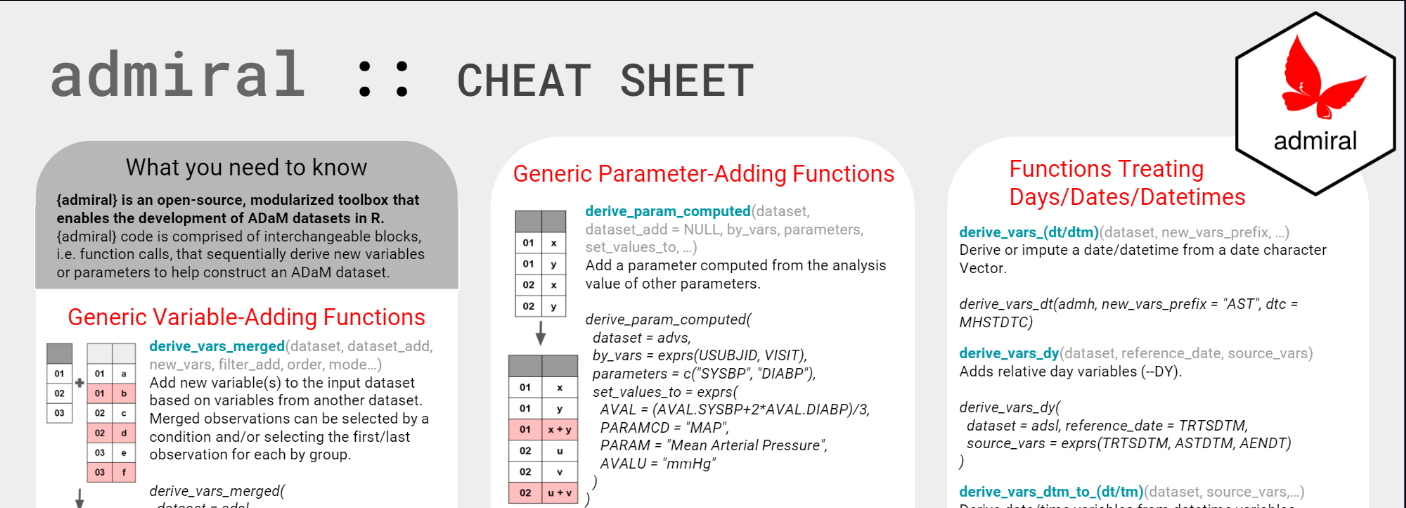 admiral :: CHEAT SHEET
admiral
What you need to know
{admiral} is an open-source, modularized toolbox that
enables the development of ADaM datasets in R.
{admiral} code is comprised of interchangeable blocks,
i.e. function calls, that sequentially derive new variables
or parameters to help construct an ADaM dataset.
Generic Variable-Adding Functions
01
02
03
+
01 a
01 b
02 c
02 d
03 e
03 f
derive_vars_merged(dataset, dataset_add,
new_vars, filter_add, order, mode…)
Add new variable(s) to the input dataset
based on variables from another dataset.
Merged observations can be selected by a
condition and/or selecting the first/last
observation for each by group.
derive_vars_merged(
dataset = adsl
Generic Parameter-Adding Functions
01 x
01 y
02 x
02 y
01 x
01 y
01 x + y
02 u
02 v
02 u + v
derive_param_computed(dataset,
dataset_add = NULL, by_vars, parameters,
set_values_to, …)
Add a parameter computed from the analysis
value of other parameters.
derive_param_computed(
dataset = advs,
by_vars = exprs(USUBJID, VISIT),
parameters = c("SYSBP", "DIABP"),
set_values_to = exprs(
AVAL = (AVAL.SYSBP+2*AVAL.DIABP)/3,
PARAMCD = "MAP",
PARAM = "Mean Arterial Pressure",
AVALU = "mmHg"
)
)
Functions Treating
Days/Dates/Datetimes
derive_vars_(dt/dtm)(dataset, new_vars_prefix, …)
Derive or impute a date/datetime from a date character
Vector.
derive_vars_dt(admh, new_vars_prefix = "AST", dtc =
MHSTDTC)
derive_vars_dy(dataset, reference_date, source_vars)
Adds relative day variables (--DY).
derive_vars_dy(
dataset = adsl, reference_date = TRTSDTM,
source_vars = exprs(TRTSDTM, ASTDTM, AENDT)
)
derive_vars_dtm_to_(dt/tm)(dataset, source_vars,…)
Derive date/time variables from datetime variables